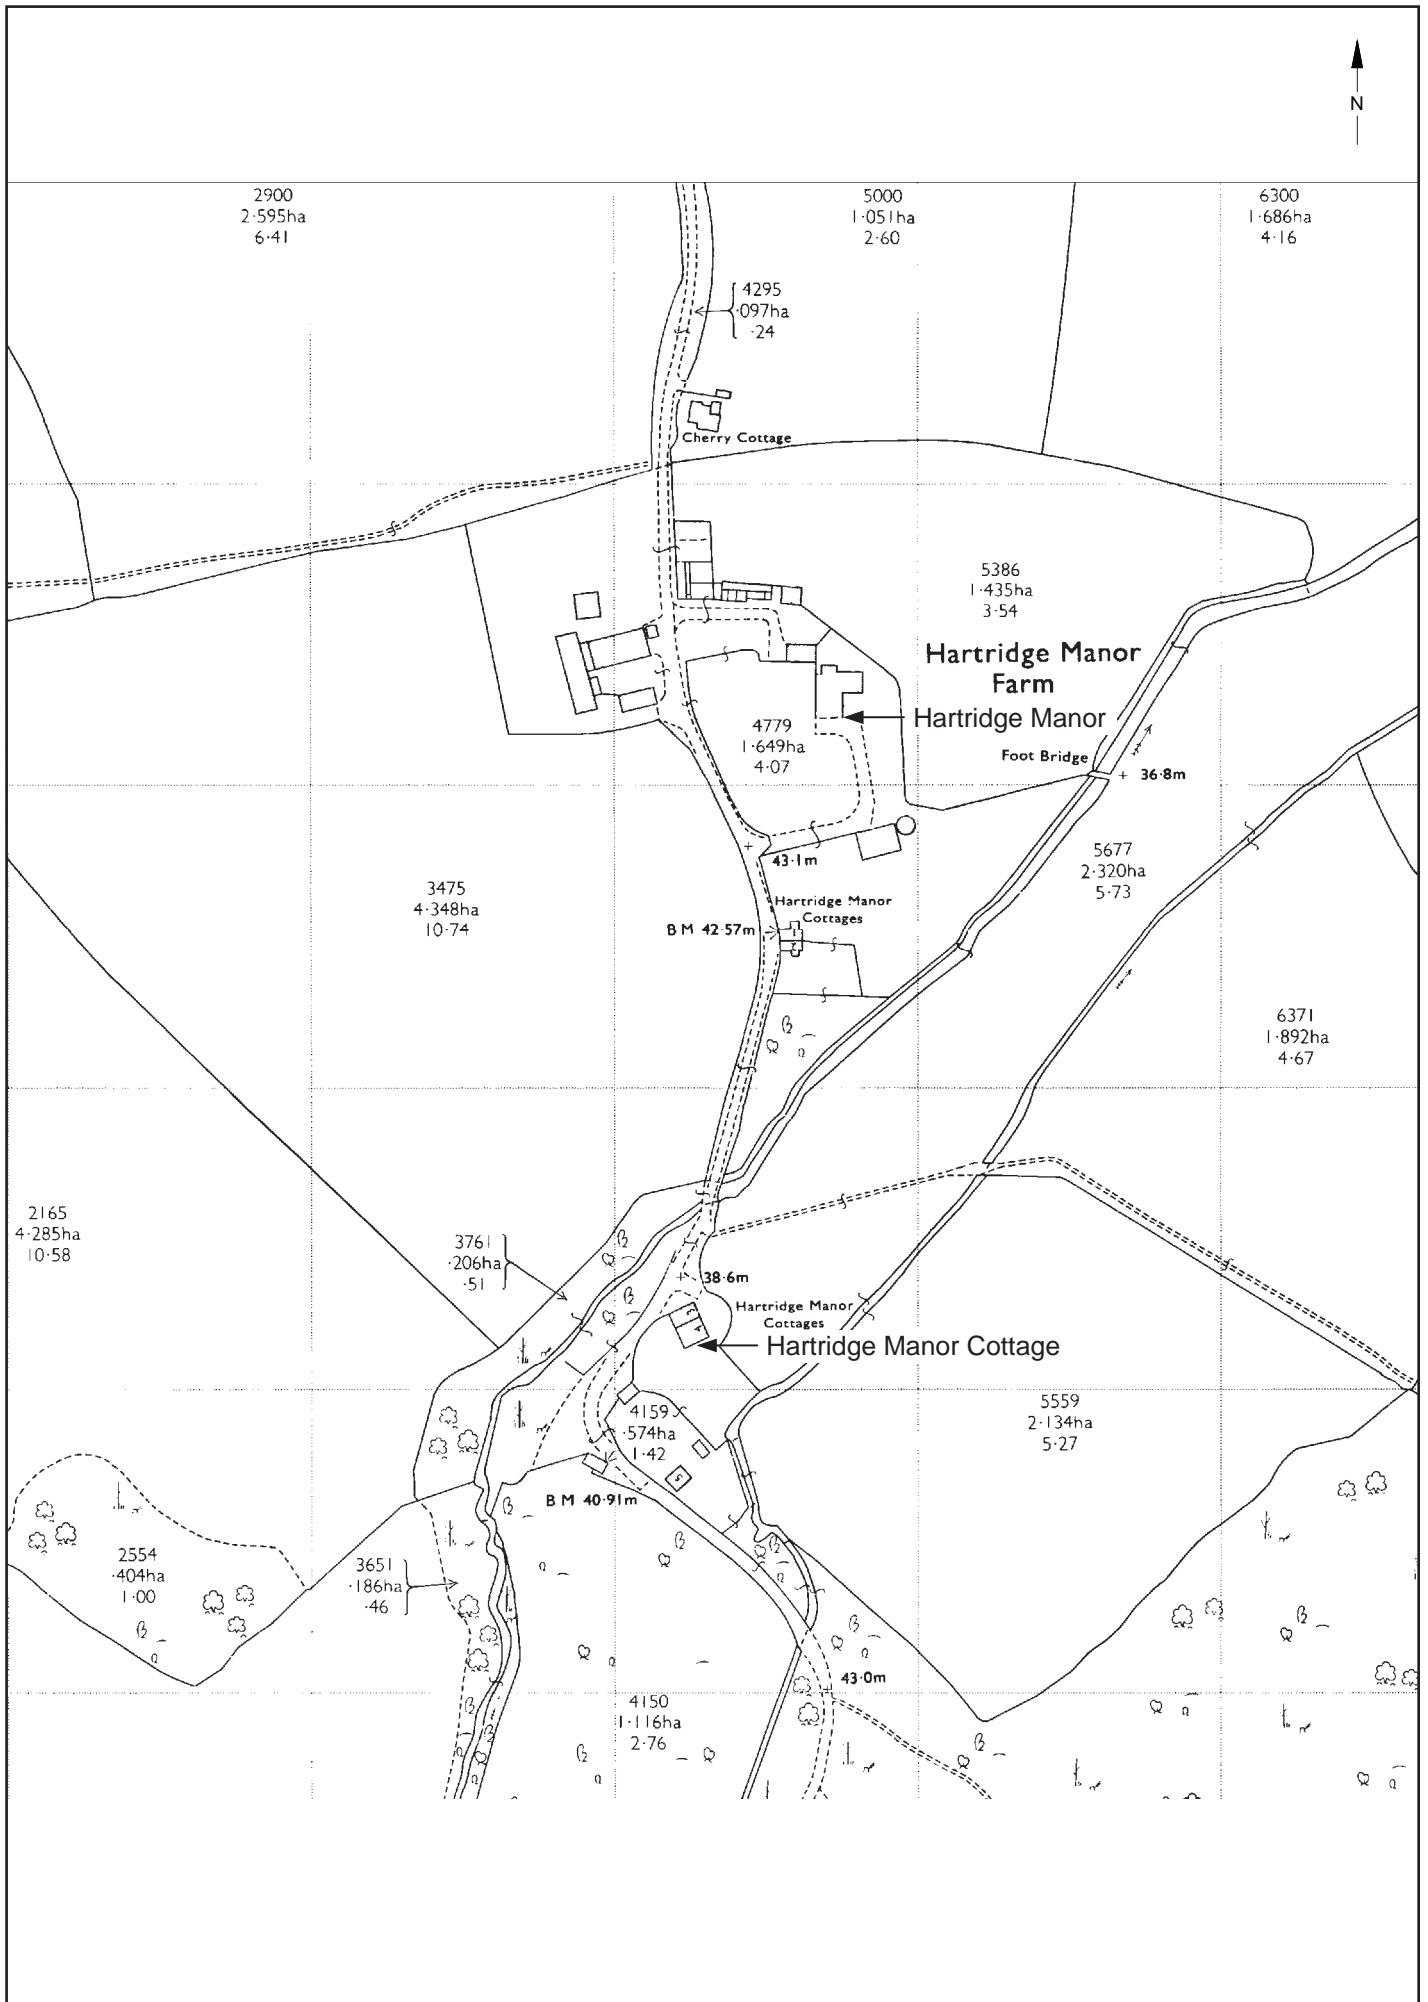 N
2900
2·595ha
6·41
5000
1·051ha
2·60
6300
1·686ha
4·16
4295
·097ha
·24
Cherry Cottage
5386
1·435ha
3·54
Hartridge Manor
Farm
Hartridge Manor
4779
1·649ha
4·07
Foot Bridge
36·8m
43·1m
5677
2·320ha
5·73
3475
4·348ha
10·74
Hartridge Manor
Cottages
BM 42·57m
1
2
6371
1·892ha
4·67
2165
4·285ha
10·58
3761
·206ha
·51
38·6m
Hartridge Manor
Cottages
3
4
Hartridge Manor Cottage
4159
·574ha
1·42
5559
2·134ha
5·27
5
BM 40·91m
2554
·404ha
1·00
3651
·186ha
·46
43·0m
4150
1·116ha
2·76